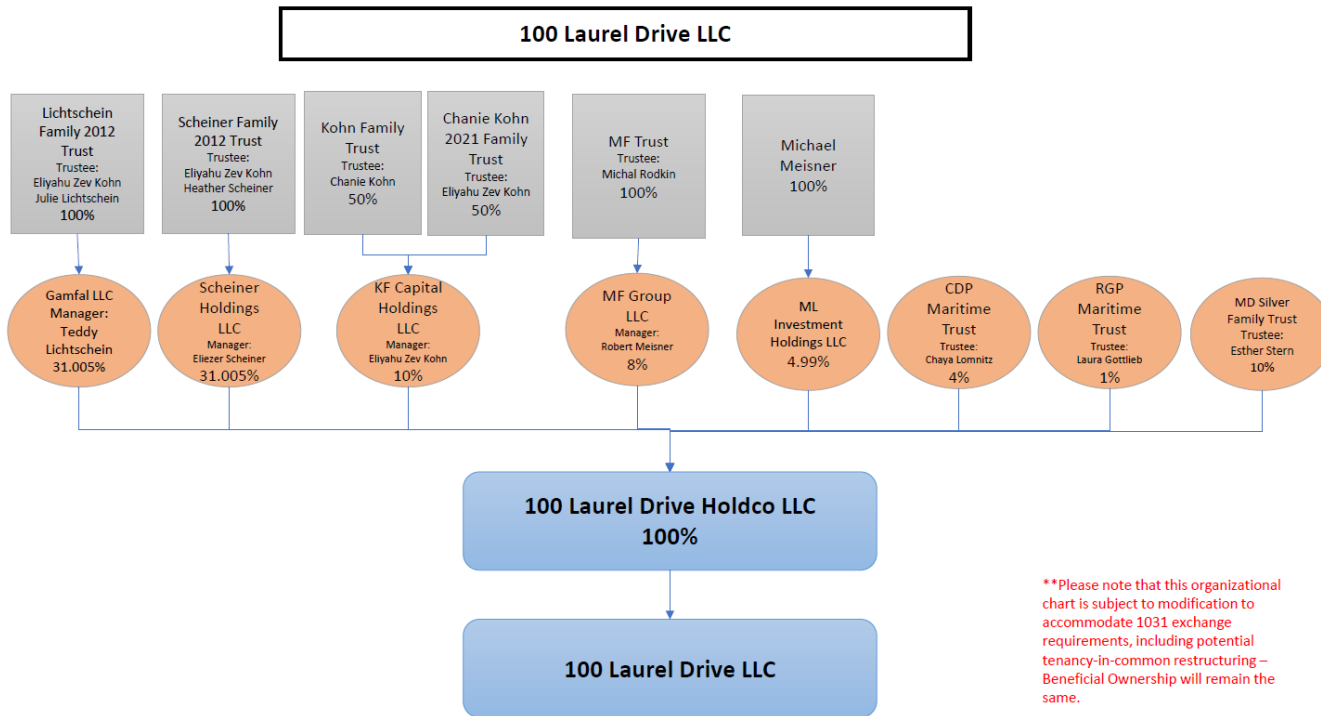 100 Laurel Drive LLC
Lichtschein
Family 2012
Trust
Trustee:
Eliyahu Zev Kohn
Julie Lichtschein
100%
Scheiner Family
2012 Trust
Trustee:
Eliyahu Zev Kohn
Heather Scheiner
100%
Kohn Family
Trust
Trustee:
Chanie Kohn
50%
Chanie Kohn
2021 Family
Trust
Trustee:
Eliyahu Zev Kohn
50%
MF Trust
Trustee:
Michal Rodkin
100%
Michael
Meisner
100%
Gamfal LLC
Manager:
Teddy
Lichtschein
31.005%
Scheiner
Holdings
LLC
Manager:
Eliezer Scheiner
31.005%
KF Capital
Holdings
LLC
Manager:
Eliyahu Zev Kohn
10%
MF Group
LLC
Manager:
Robert Meisner
8%
ML
Investment
Holdings LLC
4.99%
CDP
Maritime
Trust
Trustee:
Chaya Lomnitz
4%
RGP
Maritime
Trust
Trustee:
Laura Gottlieb
1%
MD Silver
Family Trust
Trustee:
Esther Stern
10%
100 Laurel Drive Holdco LLC
100%
100 Laurel Drive LLC
**Please note that this organizational
chart is subject to modification to
accommodate 1031 exchange
requirements, including potential
tenancy-in-common restructuring –
Beneficial Ownership will remain the
same.